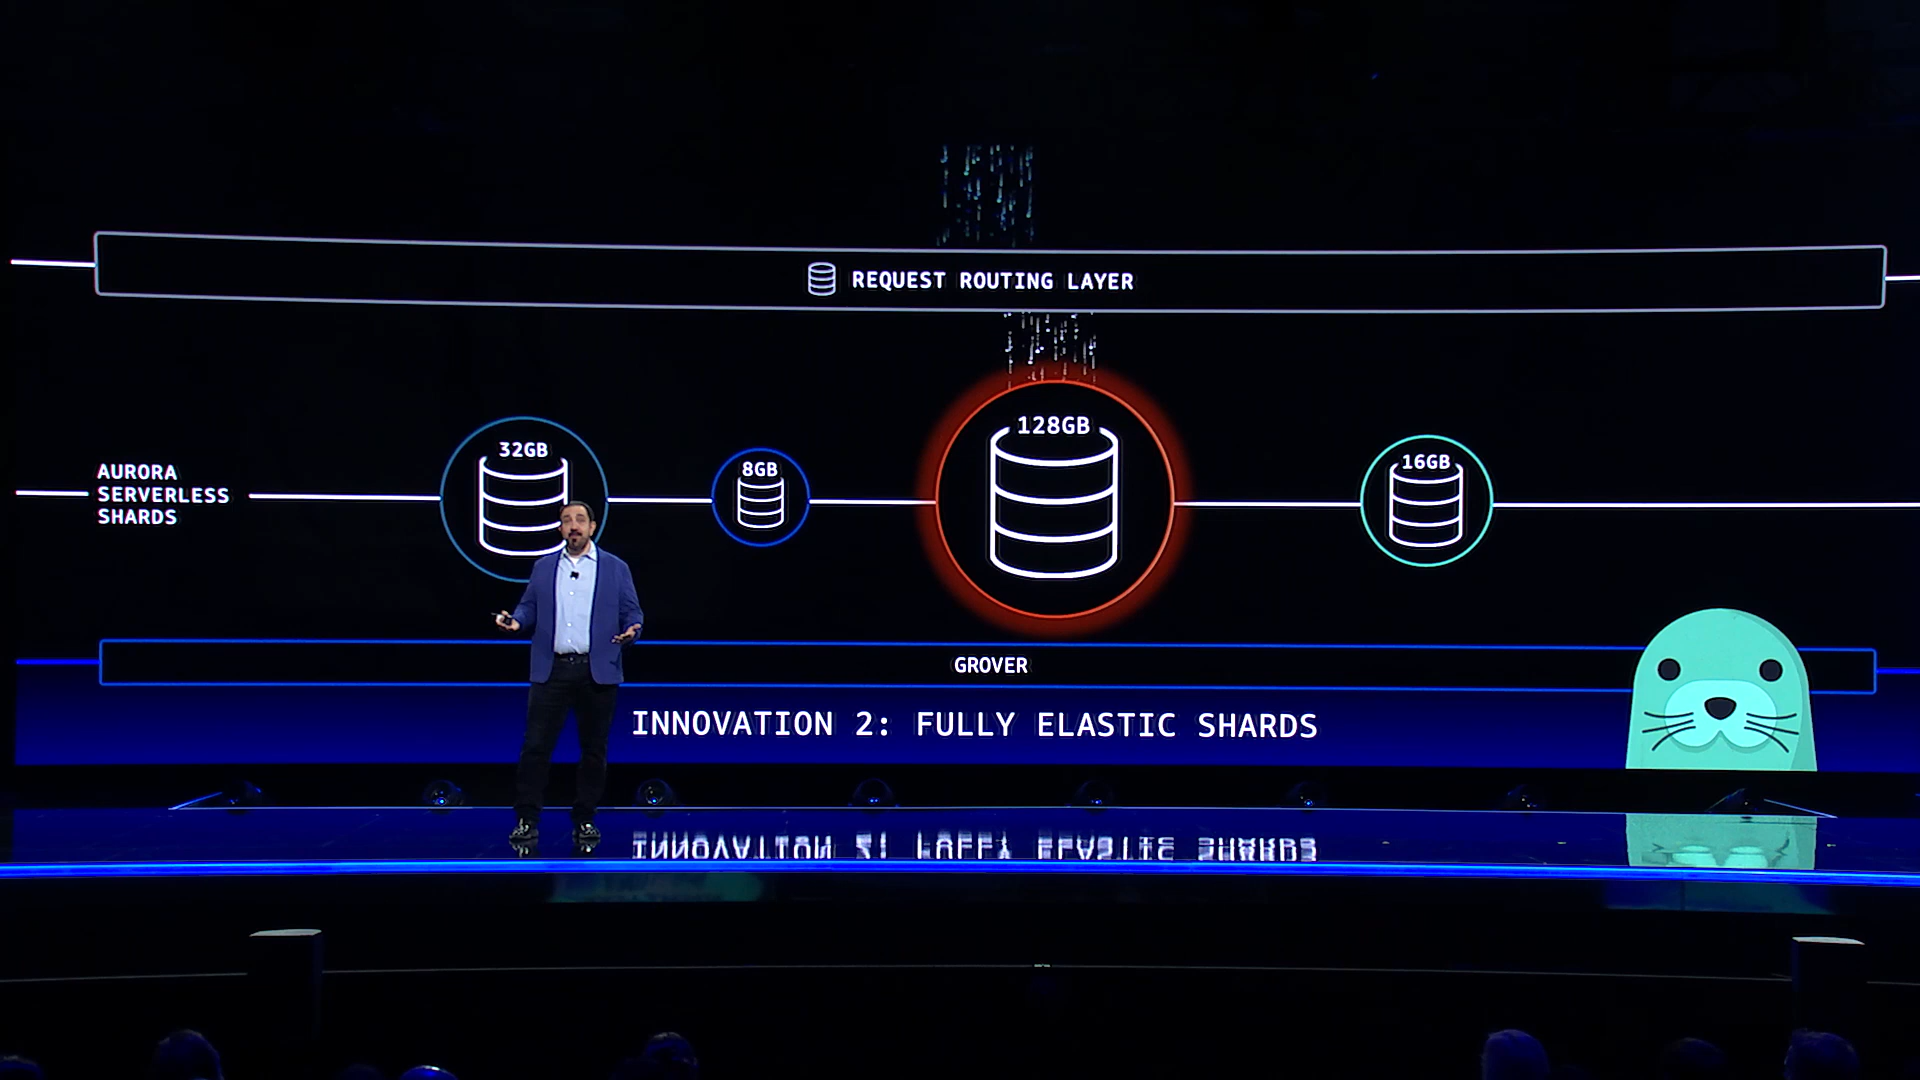 REQUEST ROUTING LAYER
32GB
8GB
128GB
16GB
AURORA
SERVERLESS
SHARDS
GROVER
INNOVATION 2: FULLY ELASTIC SHARDS